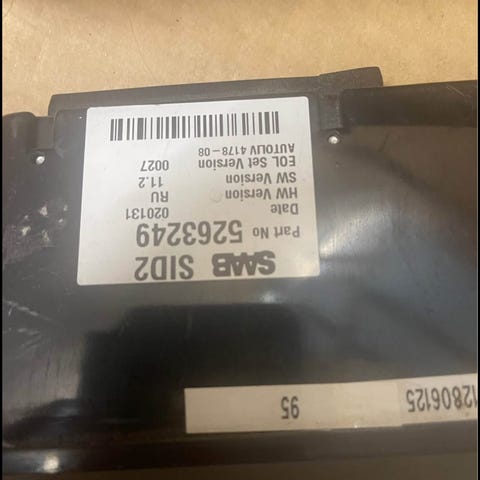 SAAB SID2
Part No 5263249
Date 020131
HW Version RU
SW Version 11.2
EOL Set Version 0027
AUTOLIV 4178-08
12806125
95